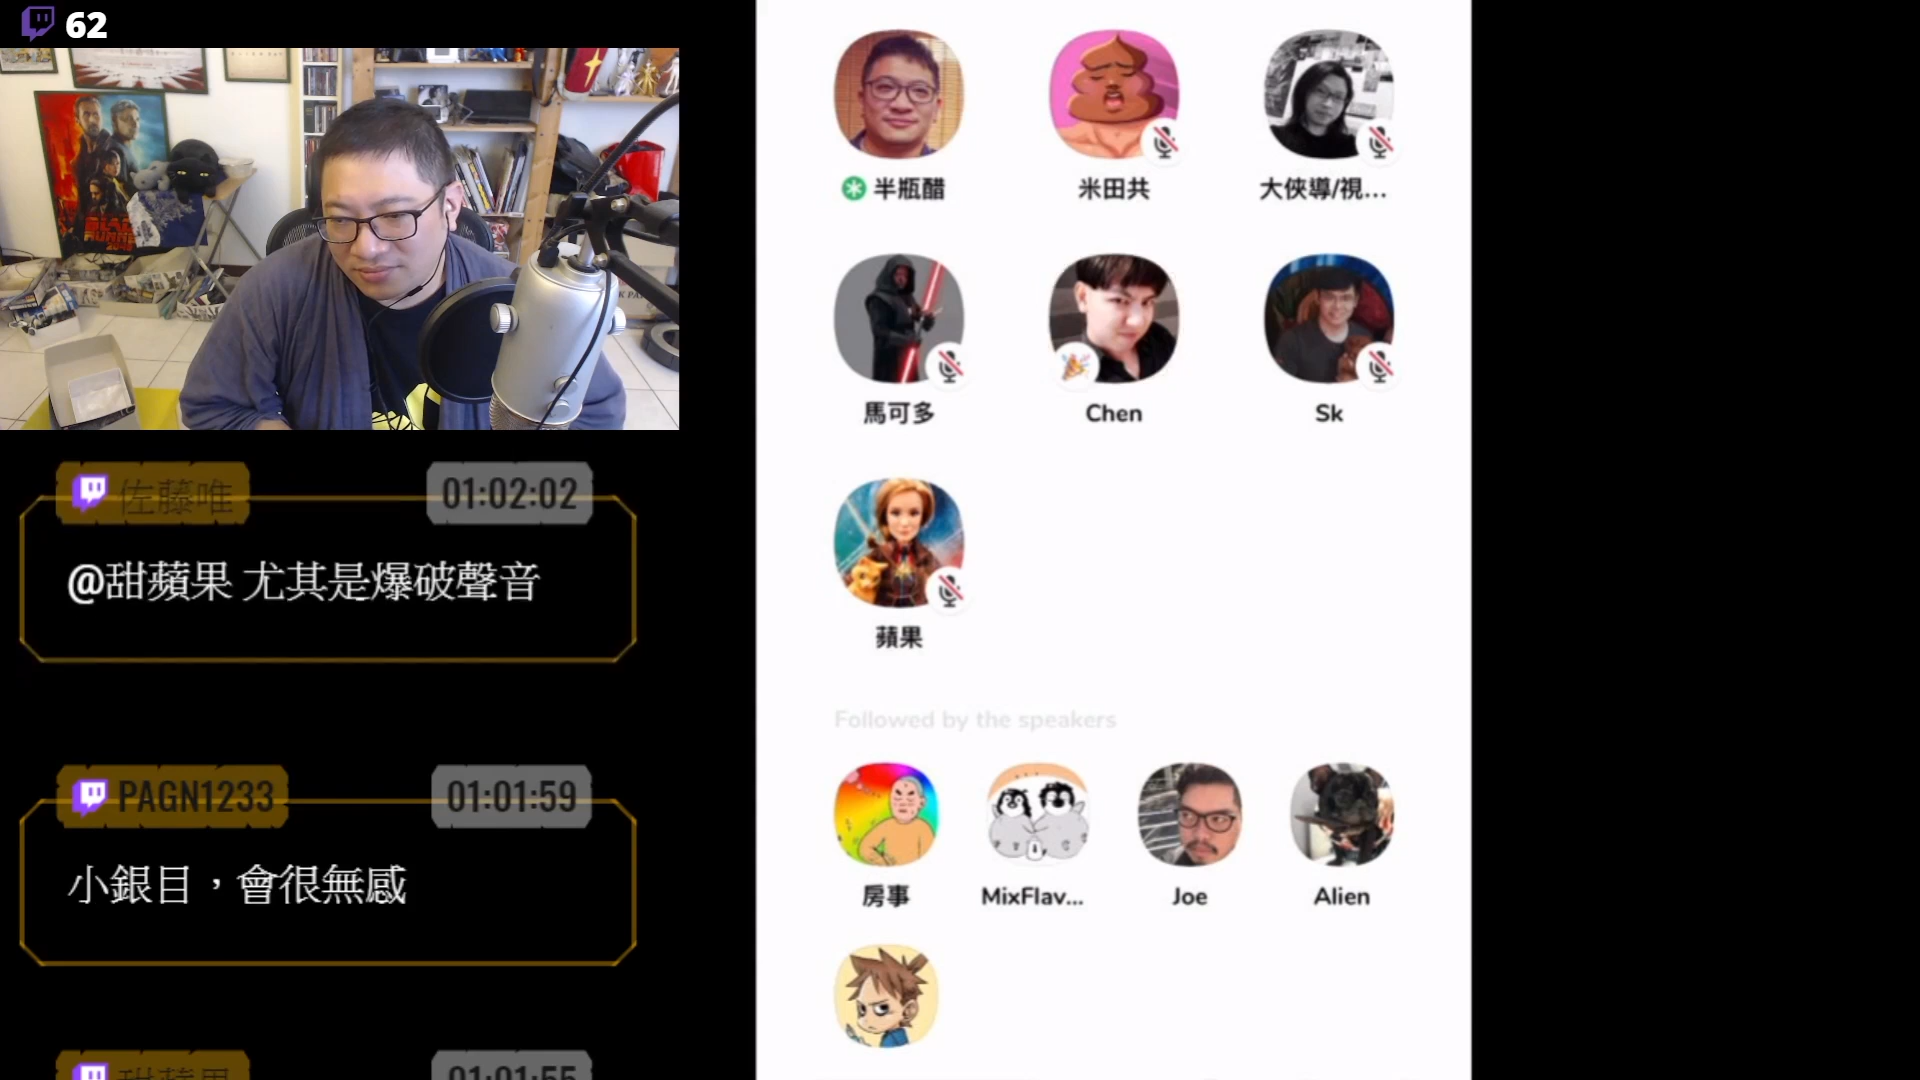 62
半瓶醋
米田共
大俠導/視...
馬可多
Chen
Sk
蘋果
Followed by the speakers
房事
MixFlav...
Joe
Alien
佐藤唯
01:02:02
@甜蘋果 尤其是爆破聲音
PAGN1233
01:01:59
小銀目，會很無感
甜蘋果
01:01:55